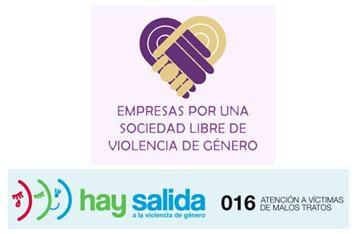 EMPRESAS POR UNA
SOCIEDAD LIBRE DE
VIOLENCIA DE GÉNERO
hay salida
a la violencia de género
016 ATENCIÓN A VÍCTIMAS
DE MALOS TRATOS